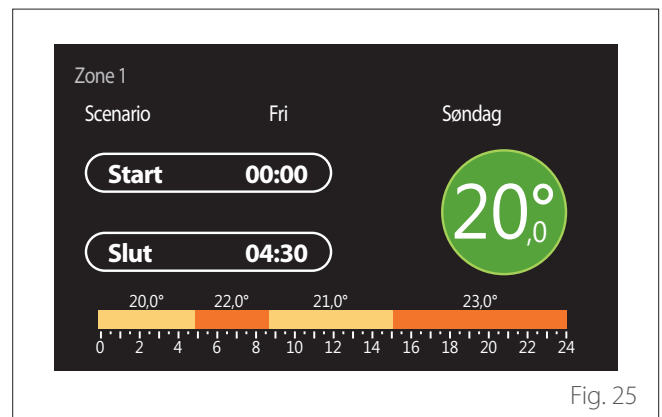 Zone 1
Scenario Fri Søndag
Start 00:00
20,0°
Slut 04:30
20,0° 22,0° 21,0° 23,0°
0 2 4 6 8 10 12 14 16 18 20 22 24
Fig. 25